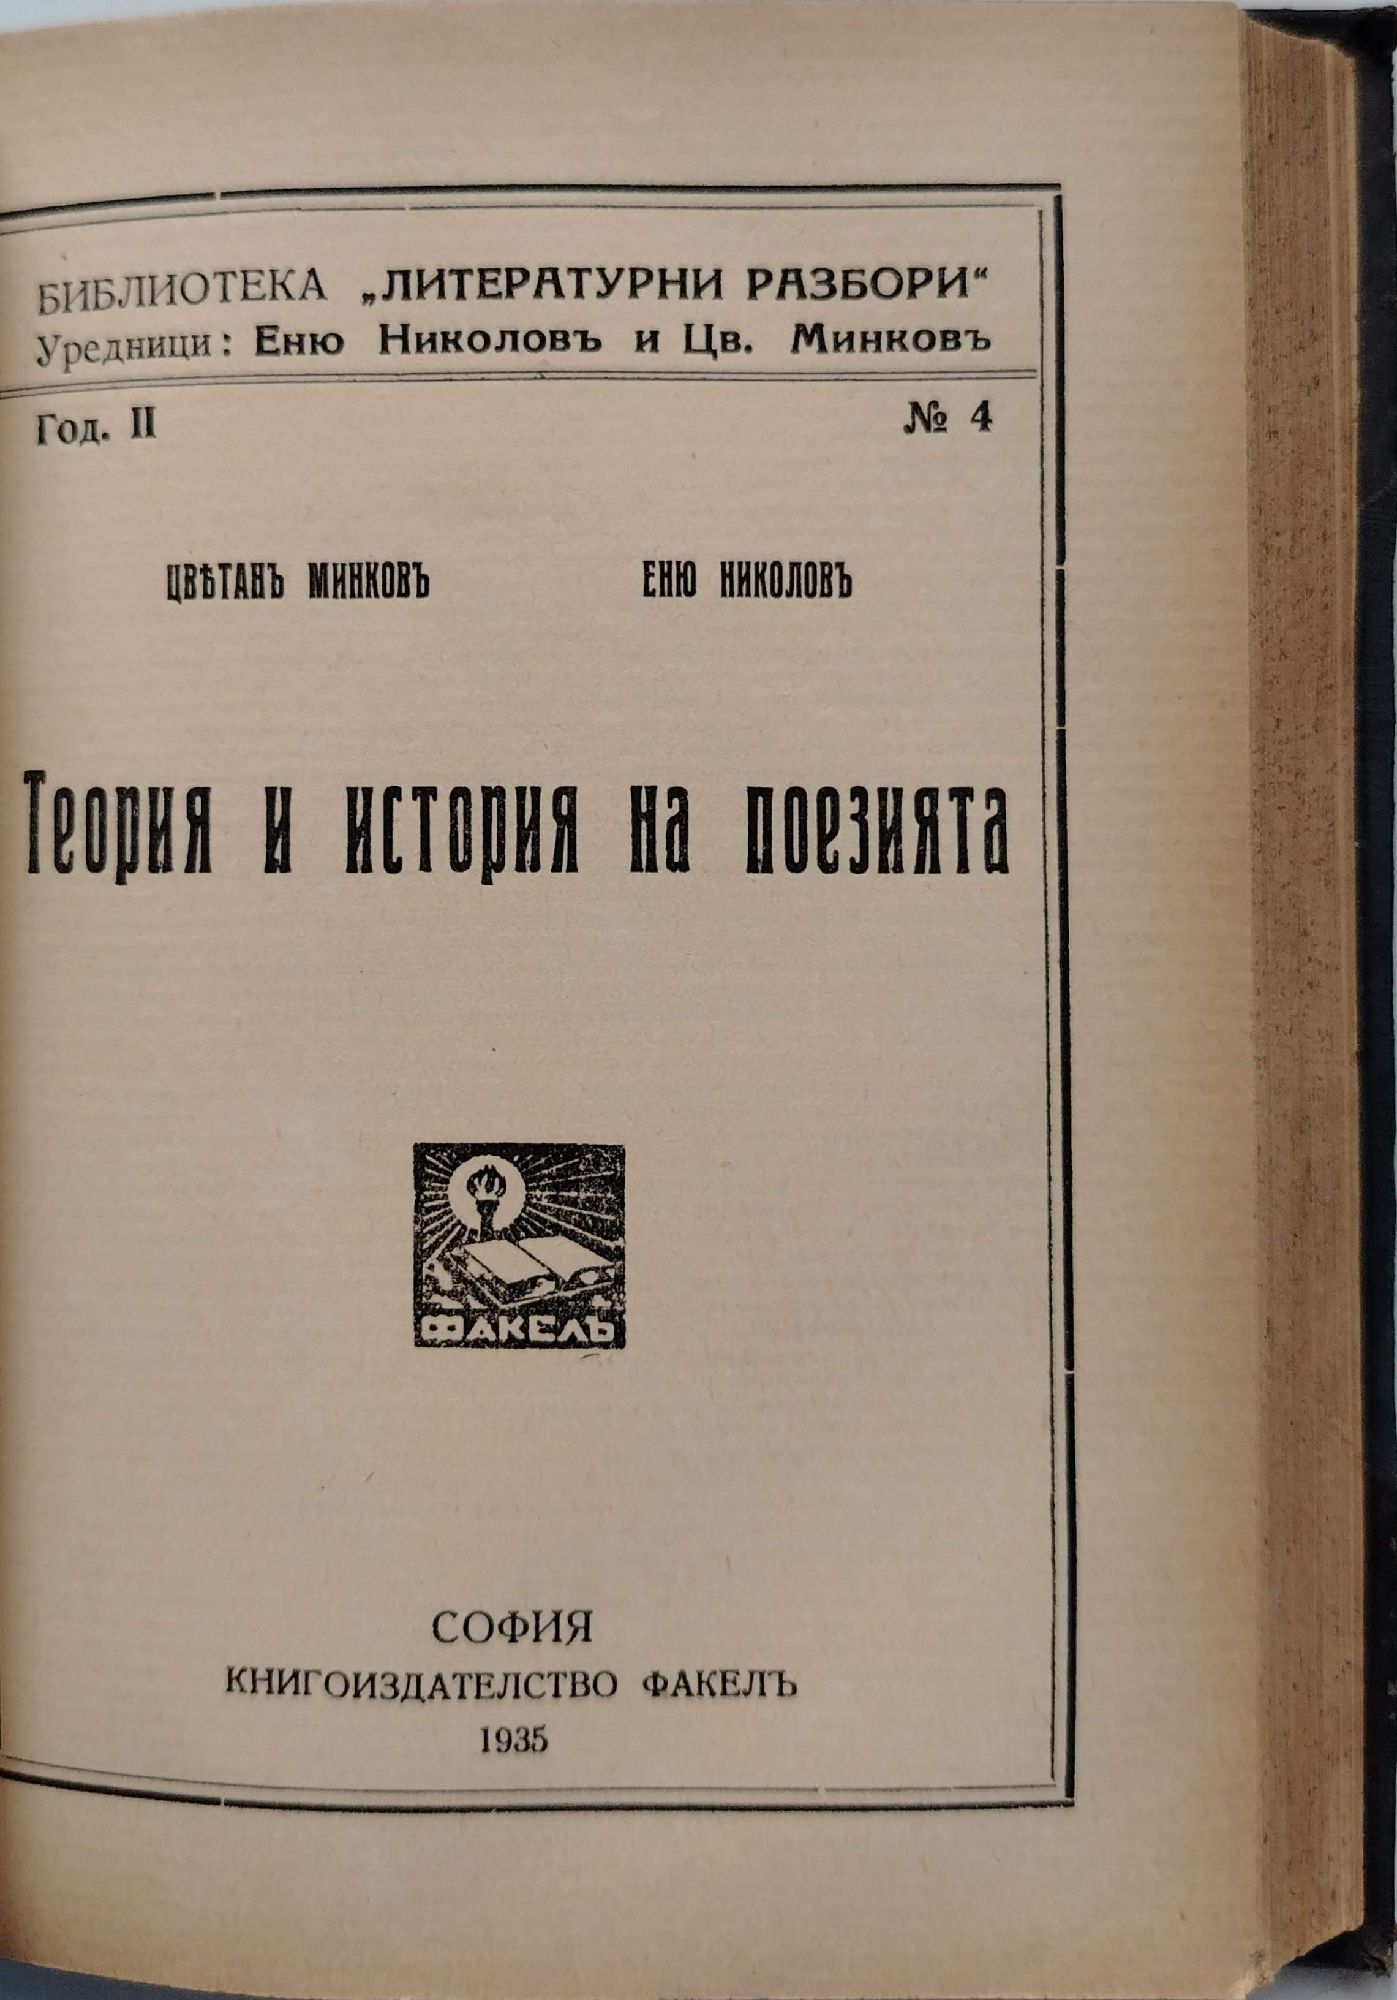 БИБЛИОТЕКА „ЛИТЕРАТУРНИ РАЗБОРИ“
Уредници: Еню Николовъ и Цв. Минковъ
Год. II № 4
ЦВѢТАНЪ МИНКОВЪ ЕНЮ НИКОЛОВЪ
Теория и история на поезията
ФАКЕЛЪ
СОФИЯ
КНИГОИЗДАТЕЛСТВО ФАКЕЛЪ
1935